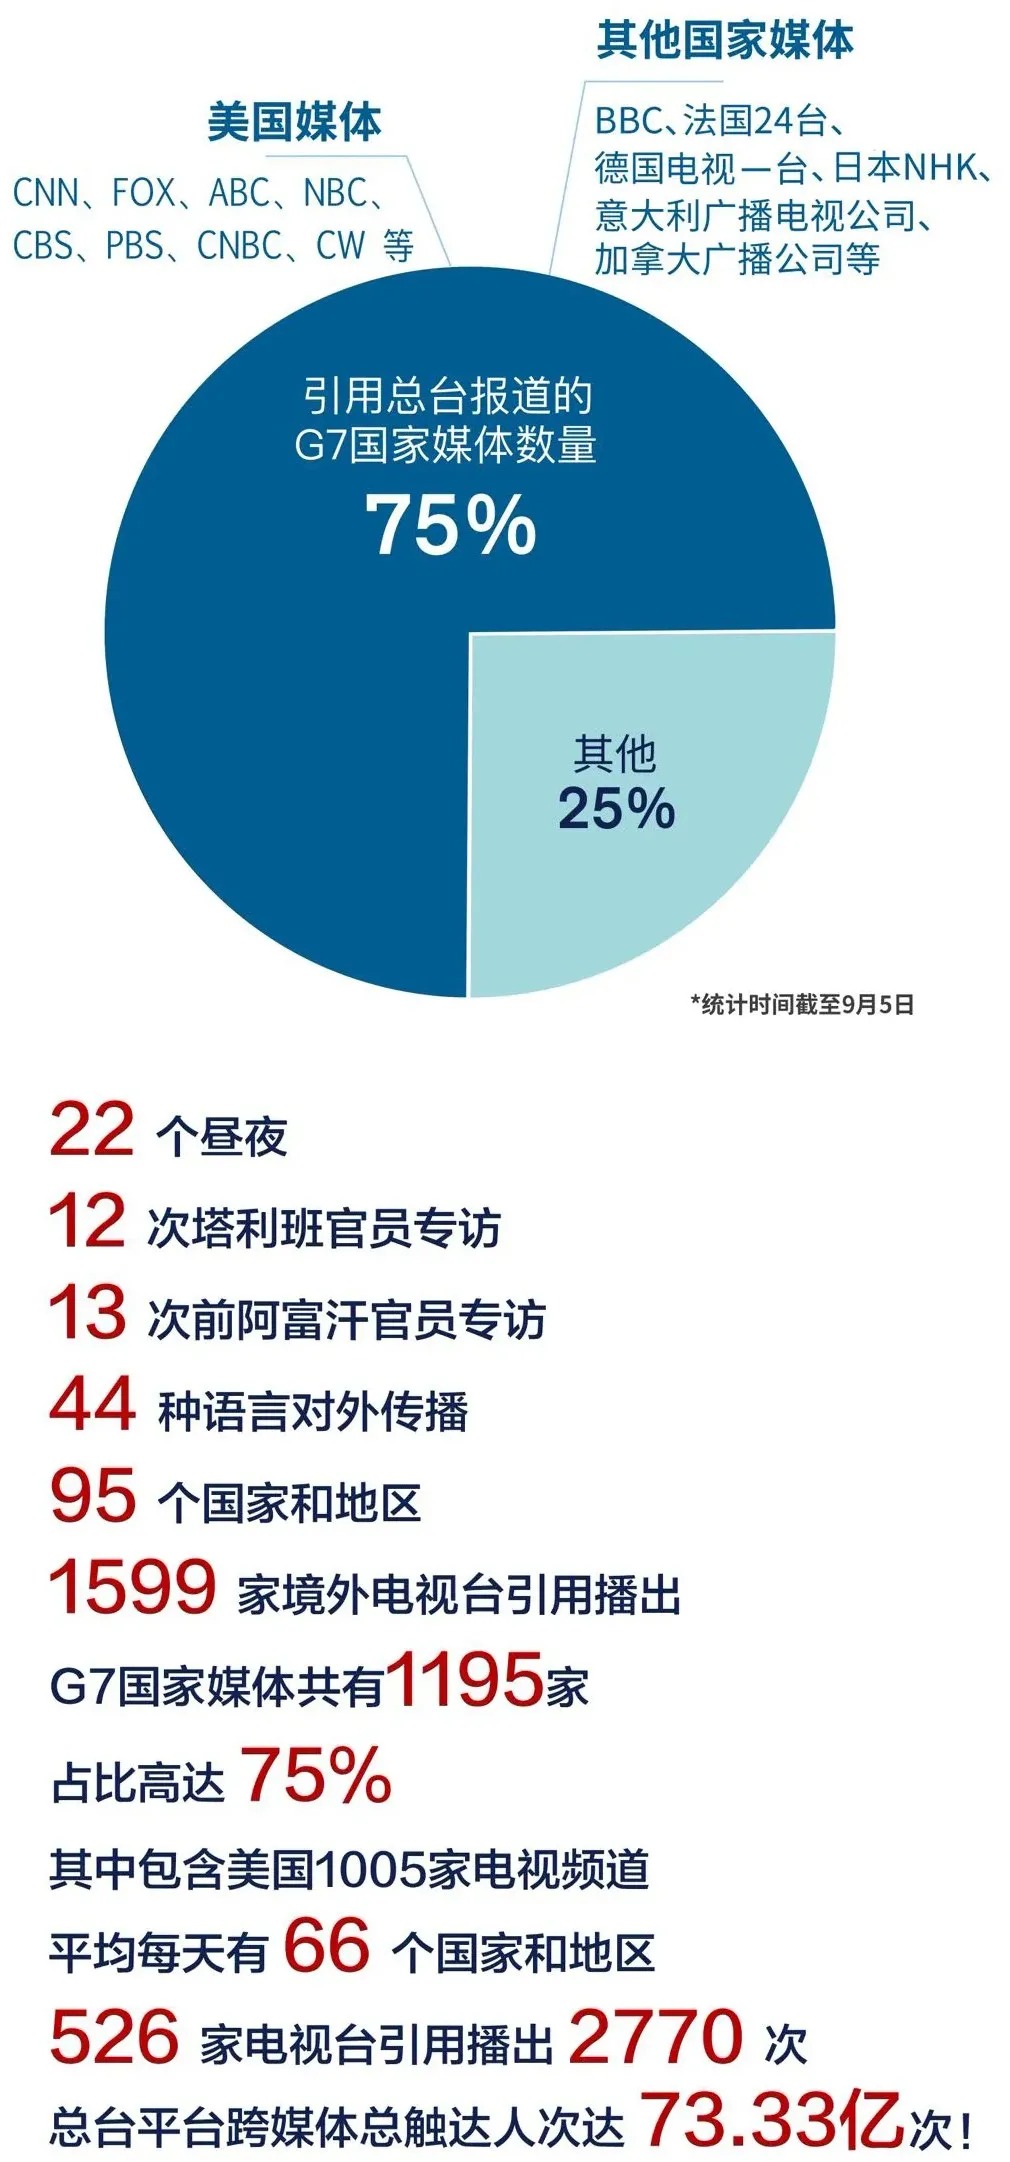 其他国家媒体
BBC、法国24台、
德国电视一台、日本NHK、
意大利广播电视公司、
加拿大广播公司等
美国媒体
CNN、FOX、ABC、NBC、
CBS、PBS、CNBC、CW 等
引用总台报道的
G7国家媒体数量
75%
其他
25%
*统计时间截至9月5日
22 个昼夜
12 次塔利班官员专访
13 次前阿富汗官员专访
44 种语言对外传播
95 个国家和地区
1599 家境外电视台引用播出
G7国家媒体共有1195家
占比高达 75%
其中包含美国1005家电视频道
平均每天有 66 个国家和地区
526 家电视台引用播出 2770 次
总台平台跨媒体总触达人次达 73.33亿次！